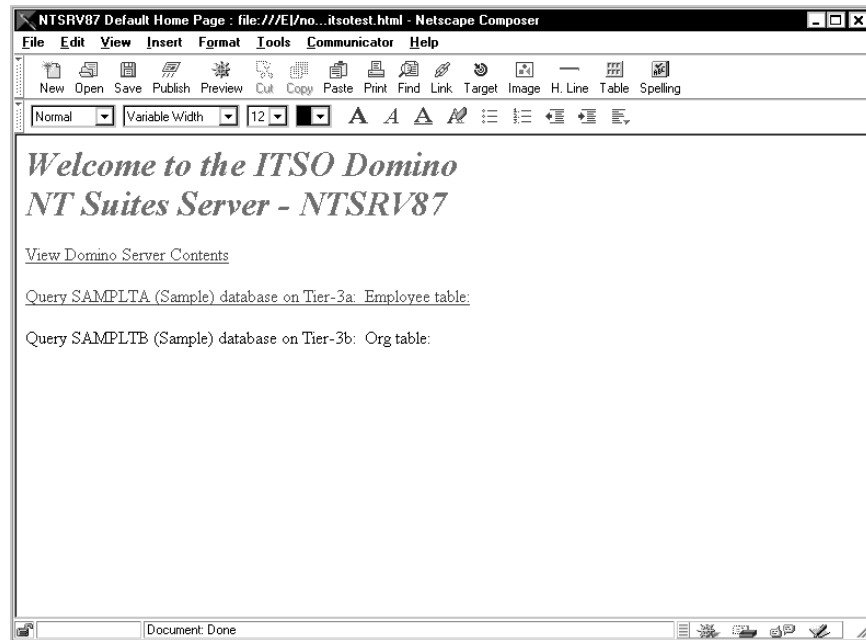 NTSRV87 Default Home Page : file:///E|/no...itsotest.html - Netscape Composer
File Edit View Insert Format Tools Communicator Help
New Open Save Publish Preview Cut Copy Paste Print Find Link Target Image H. Line Table Spelling
Normal Variable Width 12 A A A
Welcome to the ITSO Domino
NT Suites Server - NTSRV87
View Domino Server Contents
Query SAMPLTA (Sample) database on Tier-3a: Employee table:
Query SAMPLTB (Sample) database on Tier-3b: Org table:
Document: Done